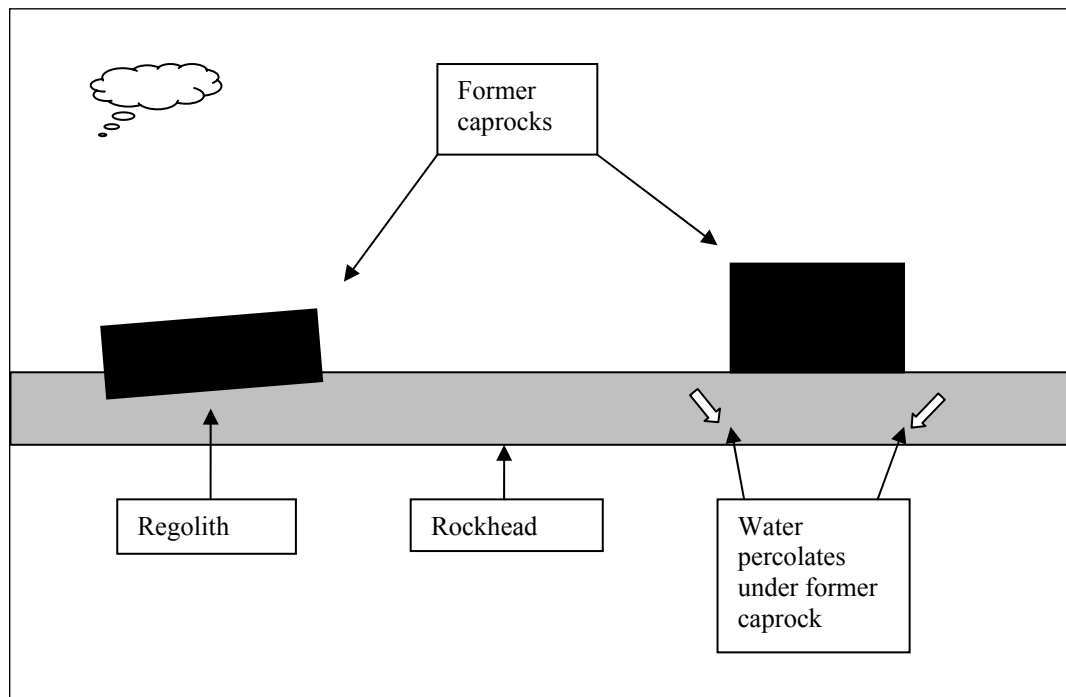 Former
caprocks
Regolith
Rockhead
Water
percolates
under former
caprock